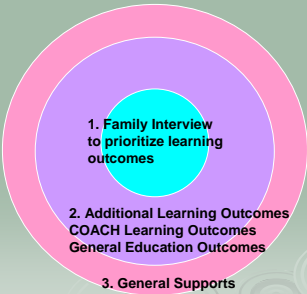 1. Family Interview
to prioritize learning
outcomes
2. Additional Learning Outcomes
COACH Learning Outcomes
General Education Outcomes
3. General Supports